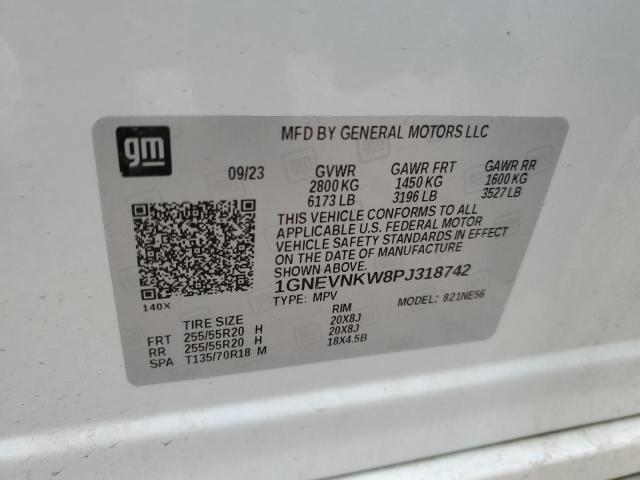 gm
MFD BY GENERAL MOTORS LLC
09/23 GVWR GAWR FRT GAWR RR
2800 KG 1450 KG 1600 KG
6173 LB 3196 LB 3527 LB
THIS VEHICLE CONFORMS TO ALL
APPLICABLE U.S. FEDERAL MOTOR
VEHICLE SAFETY STANDARDS IN EFFECT
ON THE DATE OF MANUFACTURE
SHOWN ABOVE.
1GNEVNKW8PJ318742
140X TYPE: MPV MODEL: 821NE56
TIRE SIZE RIM
FRT 255/55R20 H 20X8J
RR 255/55R20 H 20X8J
SPA T135/70R18 M 18X4.5B